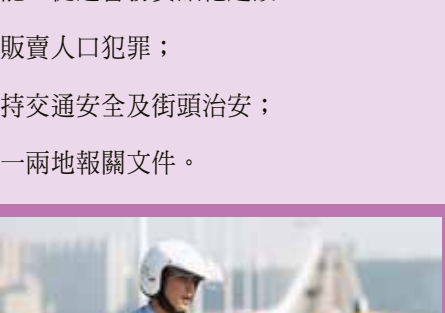 販賣人口犯罪；
持交通安全及街頭治安；
一兩地報關文件。